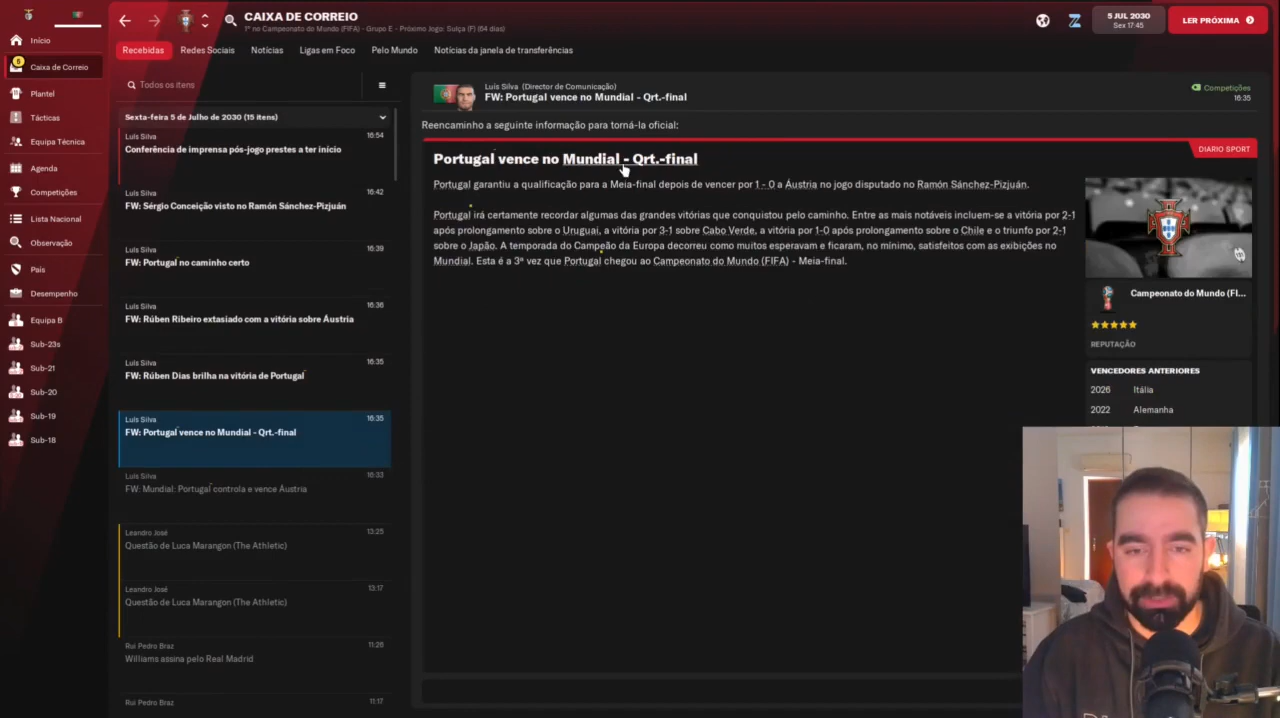 CAIXA DE CORREIO
1º no Campeonato do Mundo (FIFA) - Grupo E - Próximo Jogo: Suíça (F) (64 dias)
5 JUL 2030
Sex 17:45
LER PRÓXIMA
Início
6
Caixa de Correio
Plantel
Tácticas
Equipa Técnica
Agenda
Competições
Lista Nacional
Observação
País
Desempenho
Equipa B
Sub-23s
Sub-21
Sub-20
Sub-19
Sub-18
Recebidas
Redes Sociais
Notícias
Ligas em Foco
Pelo Mundo
Notícias da janela de transferências
Todos os itens
Sexta-feira 5 de Julho de 2030 (15 itens)
Luís Silva 16:54
Conferência de imprensa pós-jogo prestes a ter início
Luís Silva 16:42
FW: Sérgio Conceição visto no Ramón Sánchez-Pizjuán
Luís Silva 16:39
FW: Portugal no caminho certo
Luís Silva 16:36
FW: Rúben Ribeiro extasiado com a vitória sobre Áustria
Luís Silva 16:35
FW: Rúben Dias brilha na vitória de Portugal
Luís Silva 16:35
FW: Portugal vence no Mundial - Qrt.-final
Luís Silva 16:33
FW: Mundial: Portugal controla e vence Áustria
Leandro José 13:25
Questão de Luca Marangon (The Athletic)
Leandro José 13:17
Questão de Luca Marangon (The Athletic)
Rui Pedro Braz 11:26
Williams assina pelo Real Madrid
Rui Pedro Braz 11:17
Luís Silva (Director de Comunicação)
FW: Portugal vence no Mundial - Qrt.-final
Competições
16:35
Reencaminho a seguinte informação para torná-la oficial:
DIARIO SPORT
Portugal vence no Mundial - Qrt.-final
Portugal garantiu a qualificação para a Meia-final depois de vencer por 1 - 0 a Áustria no jogo disputado no Ramón Sánchez-Pizjuán.
Portugal irá certamente recordar algumas das grandes vitórias que conquistou pelo caminho. Entre as mais notáveis incluem-se a vitória por 2-1
após prolongamento sobre o Uruguai, a vitória por 3-1 sobre Cabo Verde, a vitória por 1-0 após prolongamento sobre o Chile e o triunfo por 2-1
sobre o Japão. A temporada do Campeão da Europa decorreu como muitos esperavam e ficaram, no mínimo, satisfeitos com as exibições no
Mundial. Esta é a 3ª vez que Portugal chegou ao Campeonato do Mundo (FIFA) - Meia-final.
Campeonato do Mundo (FI...
REPUTAÇÃO
VENCEDORES ANTERIORES
2026 Itália
2022 Alemanha